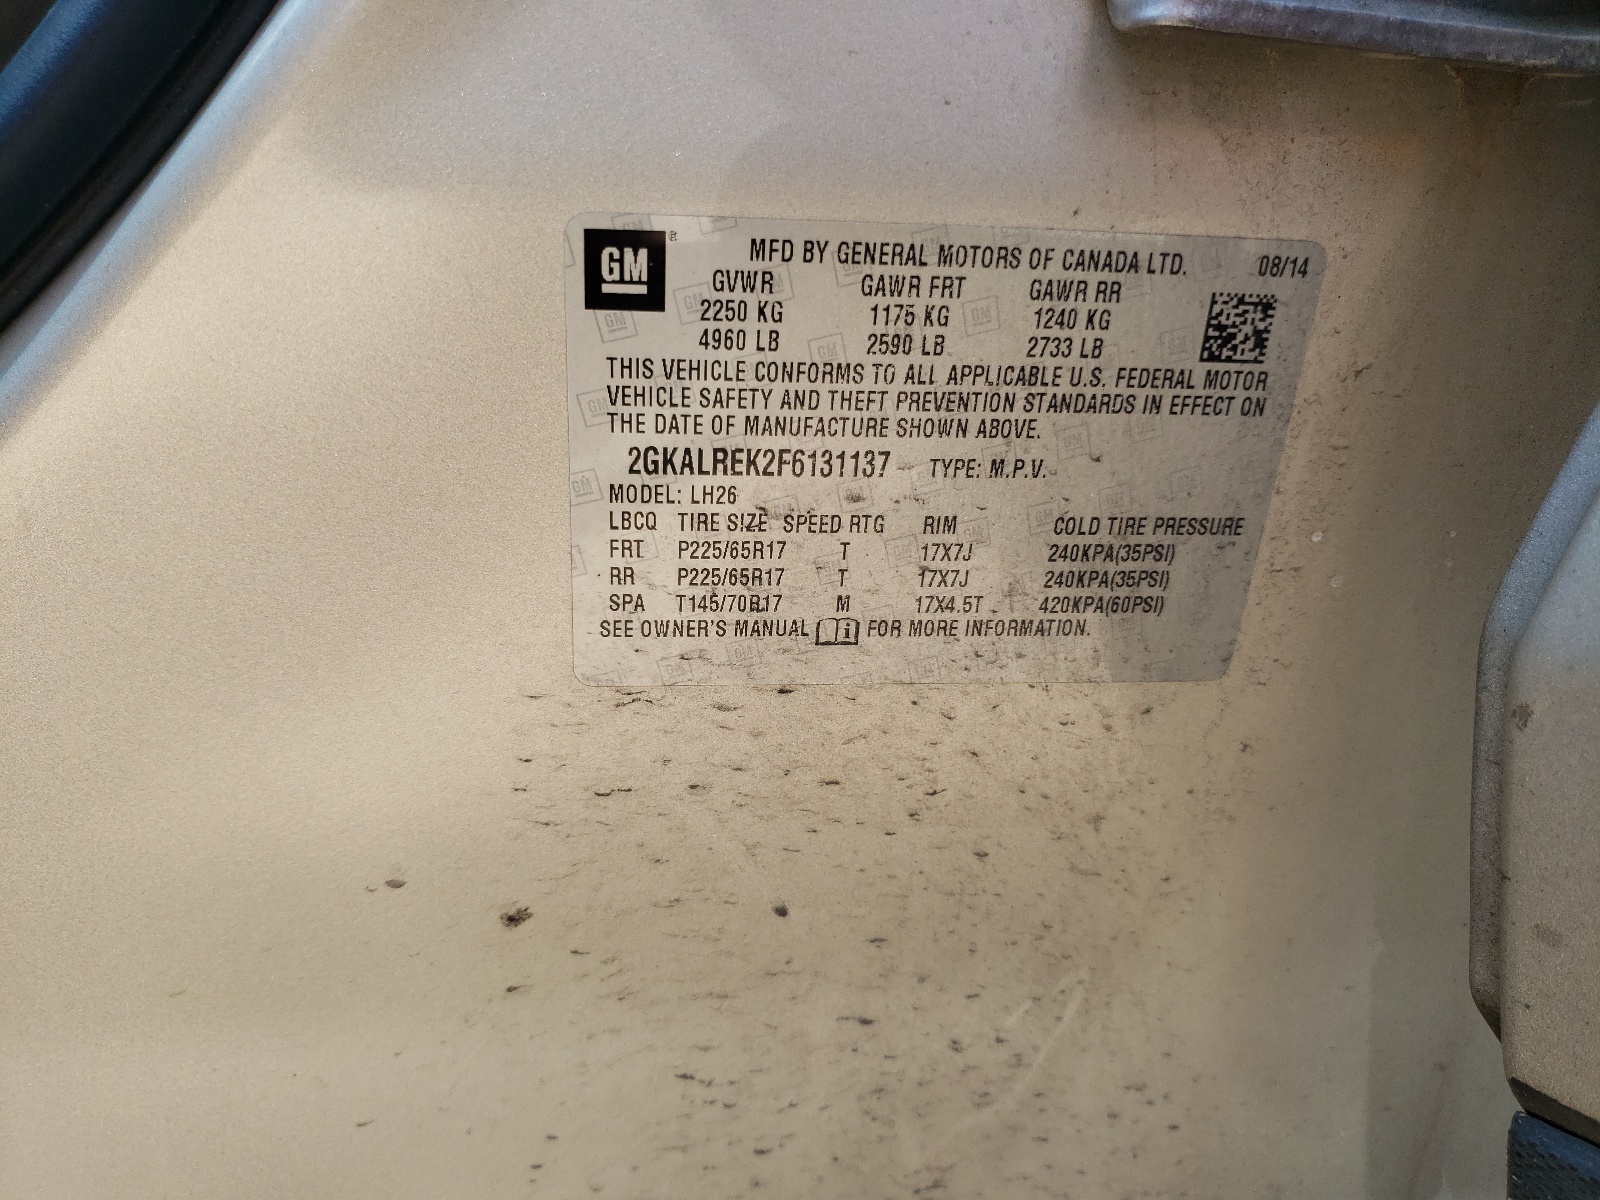 GM ®
MFD BY GENERAL MOTORS OF CANADA LTD. 08/14
GVWR GAWR FRT GAWR RR
2250 KG 1175 KG 1240 KG
4960 LB 2590 LB 2733 LB
THIS VEHICLE CONFORMS TO ALL APPLICABLE U.S. FEDERAL MOTOR
VEHICLE SAFETY AND THEFT PREVENTION STANDARDS IN EFFECT ON
THE DATE OF MANUFACTURE SHOWN ABOVE.
2GKALREK2F6131137 TYPE: M.P.V.
MODEL: LH26
LBCQ TIRE SIZE SPEED RTG RIM COLD TIRE PRESSURE
FRT P225/65R17 T 17X7J 240KPA(35PSI)
RR P225/65R17 T 17X7J 240KPA(35PSI)
SPA T145/70R17 M 17X4.5T 420KPA(60PSI)
SEE OWNER'S MANUAL i FOR MORE INFORMATION.